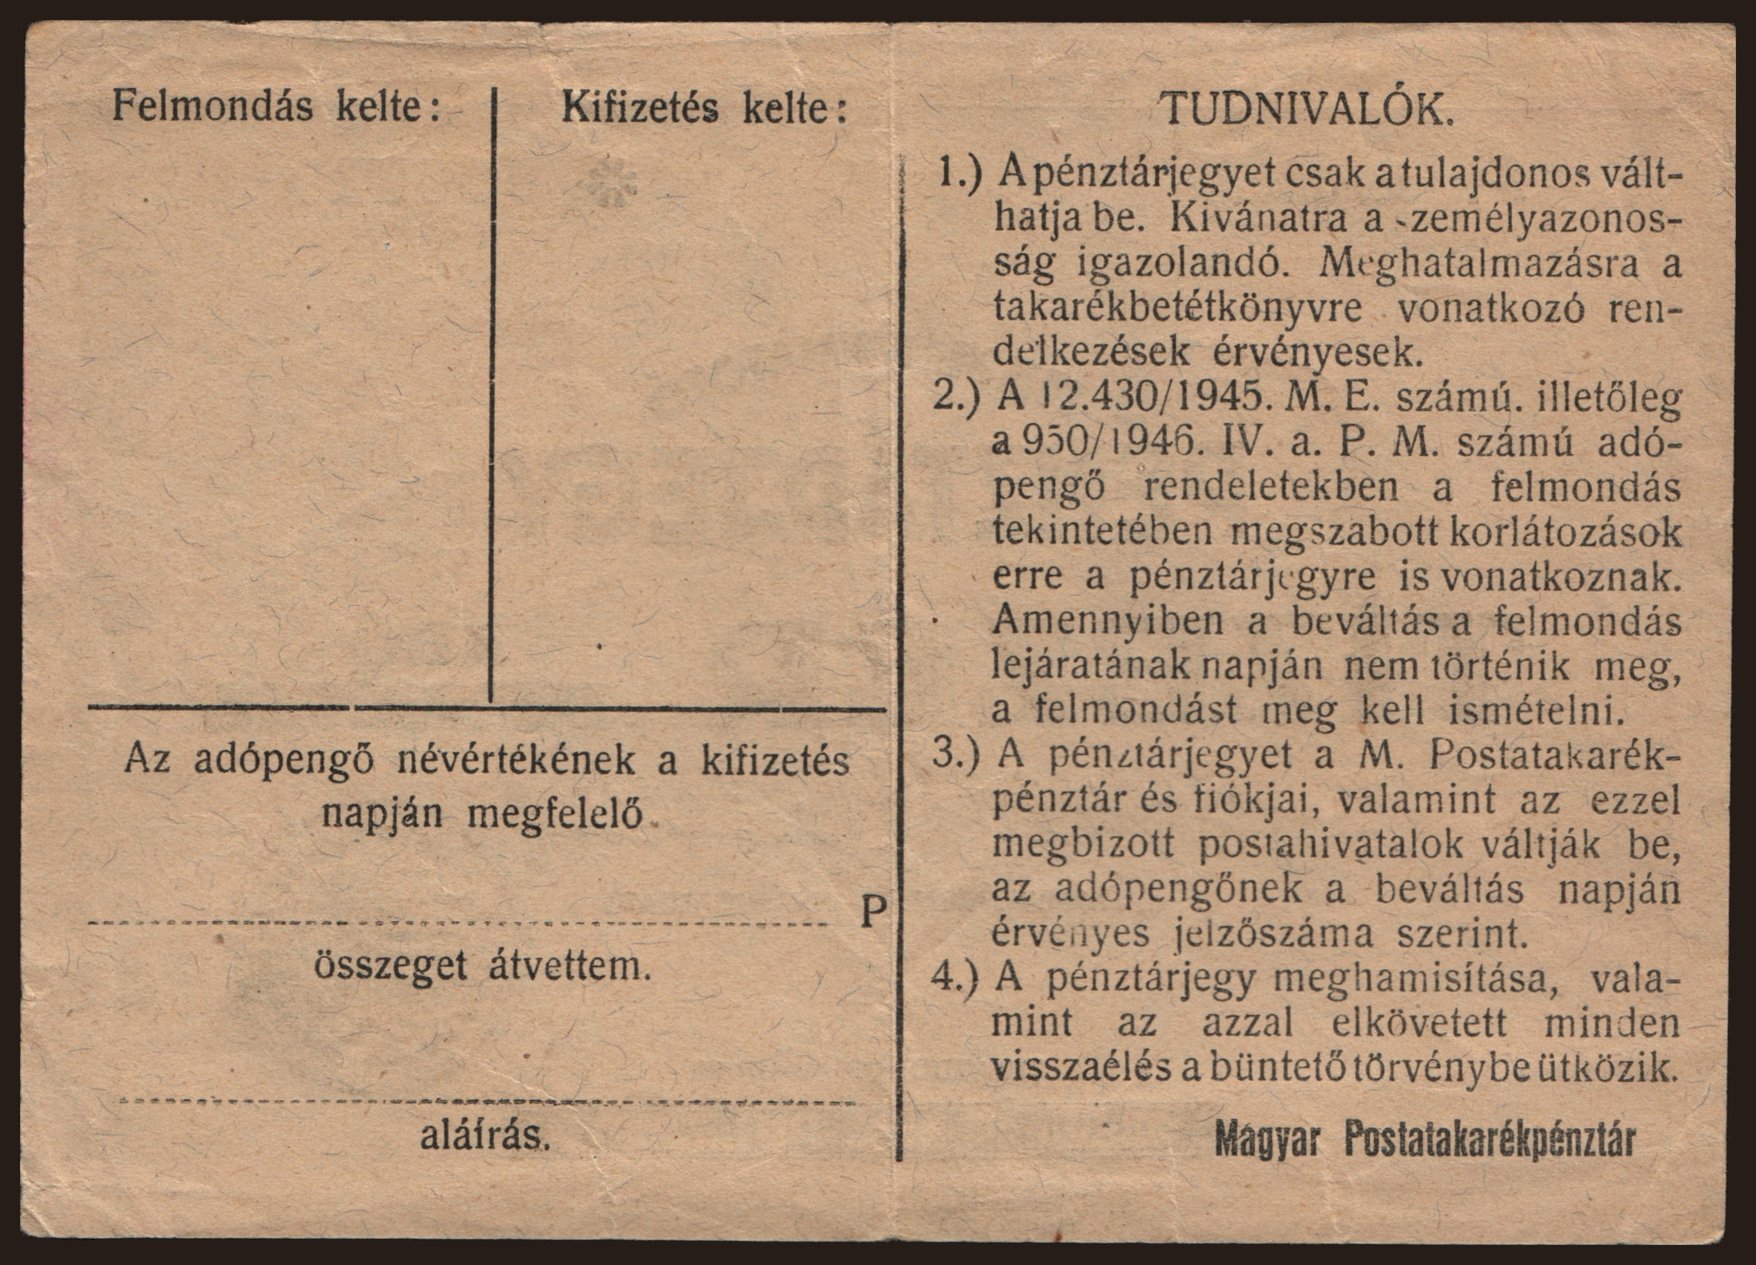 Felmondás kelte:
Kifizetés kelte:
Az adópengő névértékének a kifizetés
napján megfelelő
P
összeget átvettem.
aláírás.
TUDNIVALÓK.
1.) A pénztárjegyet csak a tulajdonos vált-
hatja be. Kivánatra a személyazonos-
ság igazolandó. Meghatalmazásra a
takarékbetétkönyvre vonatkozó ren-
delkezések érvényesek.
2.) A 12.430/1945. M. E. számú. illetőleg
a 950/1946. IV. a. P. M. számú adó-
pengő rendeletekben a felmondás
tekintetében megszabott korlátozások
erre a pénztárjegyre is vonatkoznak.
Amennyiben a beváltás a felmondás
lejáratának napján nem történik meg,
a felmondást meg kell ismételni.
3.) A pénztárjegyet a M. Postatakarék-
pénztár és fiókjai, valamint az ezzel
megbizott postahivatalok váltják be,
az adópengőnek a beváltás napján
érvényes jelzőszáma szerint.
4.) A pénztárjegy meghamisítása, vala-
mint az azzal elkövetett minden
visszaélés a büntető törvénybe ütközik.
Magyar Postatakarékpénztár